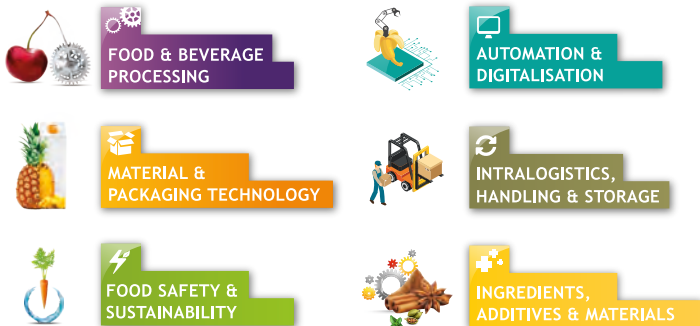 FOOD & BEVERAGE
PROCESSING
AUTOMATION &
DIGITALISATION
MATERIAL &
PACKAGING TECHNOLOGY
INTRALOGISTICS,
HANDLING & STORAGE
FOOD SAFETY &
SUSTAINABILITY
INGREDIENTS,
ADDITIVES & MATERIALS